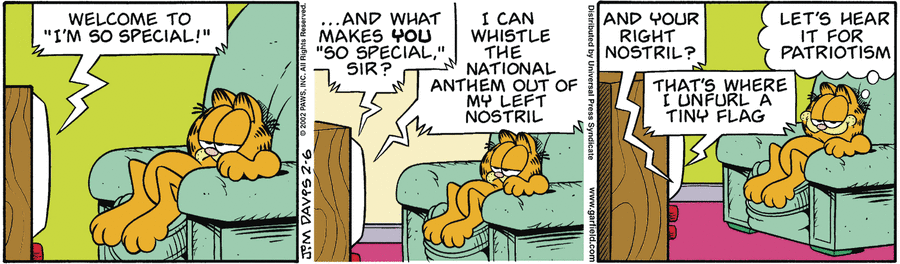 WELCOME TO
"I'M SO SPECIAL!"
© 2002 PAWS, INC. All Rights Reserved.
JIM DAVIS 2-6
...AND WHAT
MAKES YOU
"SO SPECIAL,"
SIR?
I CAN
WHISTLE
THE
NATIONAL
ANTHEM OUT OF
MY LEFT
NOSTRIL
Distributed by Universal Press Syndicate
www.garfield.com
AND YOUR
RIGHT
NOSTRIL?
THAT'S WHERE
I UNFURL A
TINY FLAG
LET'S HEAR
IT FOR
PATRIOTISM